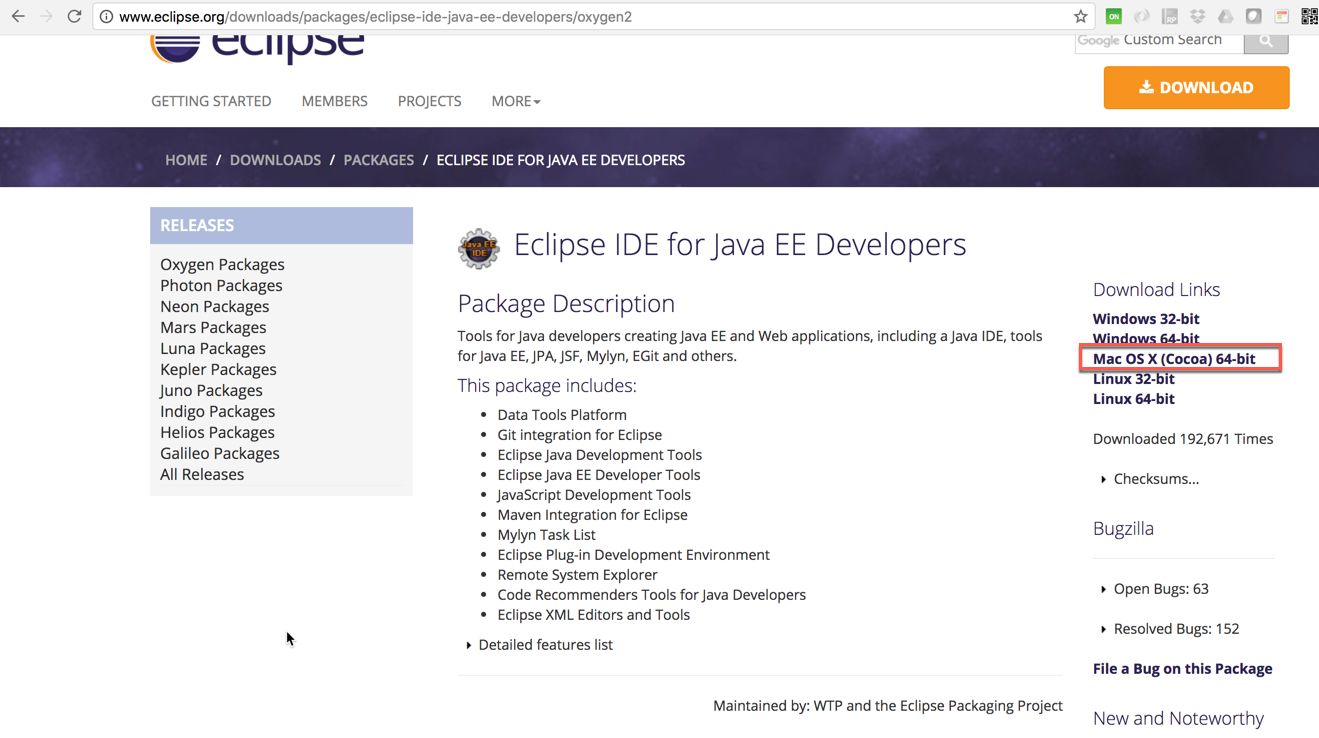 www.eclipse.org/downloads/packages/eclipse-ide-java-ee-developers/oxygen2
ON
RP
eclipse
Google Custom Search
GETTING STARTED MEMBERS PROJECTS MORE
DOWNLOAD
HOME / DOWNLOADS / PACKAGES / ECLIPSE IDE FOR JAVA EE DEVELOPERS
RELEASES
Oxygen Packages
Photon Packages
Neon Packages
Mars Packages
Luna Packages
Kepler Packages
Juno Packages
Indigo Packages
Helios Packages
Galileo Packages
All Releases
Java EE
IDE
Eclipse IDE for Java EE Developers
Package Description
Tools for Java developers creating Java EE and Web applications, including a Java IDE, tools
for Java EE, JPA, JSF, Mylyn, EGit and others.
This package includes:
• Data Tools Platform
• Git integration for Eclipse
• Eclipse Java Development Tools
• Eclipse Java EE Developer Tools
• JavaScript Development Tools
• Maven Integration for Eclipse
• Mylyn Task List
• Eclipse Plug-in Development Environment
• Remote System Explorer
• Code Recommenders Tools for Java Developers
• Eclipse XML Editors and Tools
Detailed features list
Maintained by: WTP and the Eclipse Packaging Project
Download Links
Windows 32-bit
Windows 64-bit
Mac OS X (Cocoa) 64-bit
Linux 32-bit
Linux 64-bit
Downloaded 192,671 Times
Checksums...
Bugzilla
Open Bugs: 63
Resolved Bugs: 152
File a Bug on this Package
New and Noteworthy